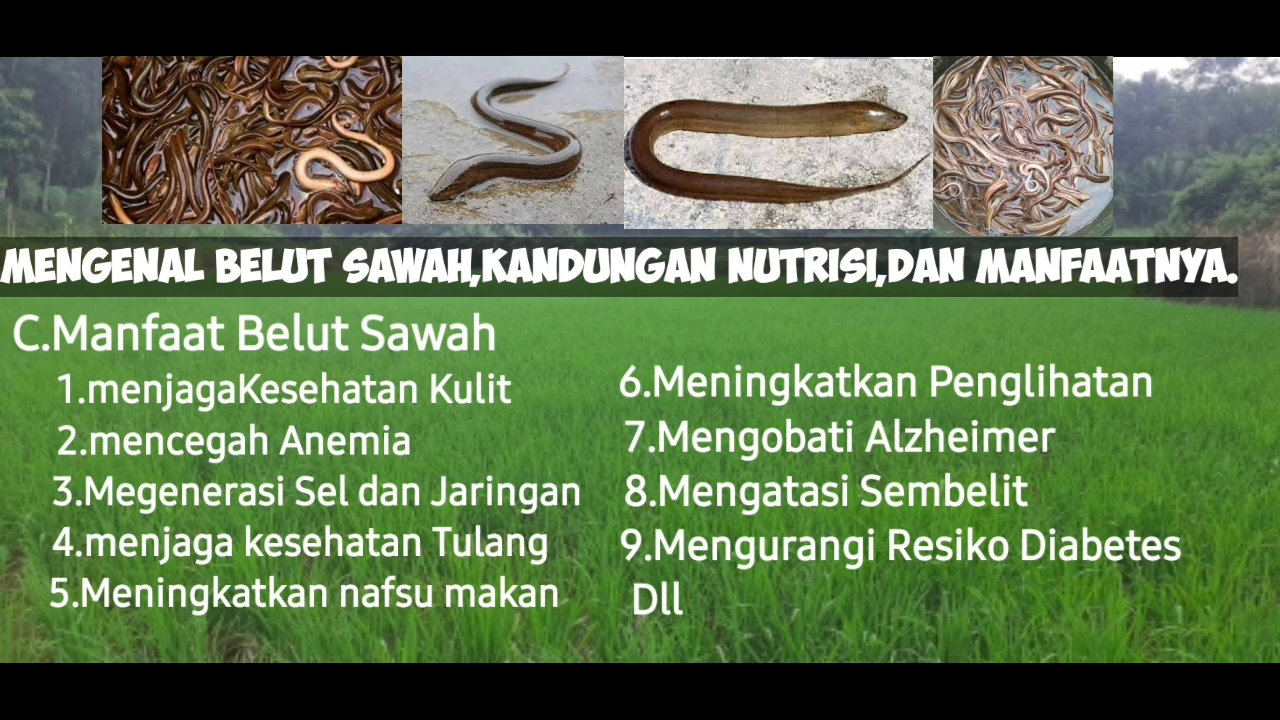 MENGENAL BELUT SAWAH,KANDUNGAN NUTRISI,DAN MANFAATNYA.
C.Manfaat Belut Sawah
1.menjagaKesehatan Kulit
2.mencegah Anemia
3.Megenerasi Sel dan Jaringan
4.menjaga kesehatan Tulang
5.Meningkatkan nafsu makan
6.Meningkatkan Penglihatan
7.Mengobati Alzheimer
8.Mengatasi Sembelit
9.Mengurangi Resiko Diabetes
Dll